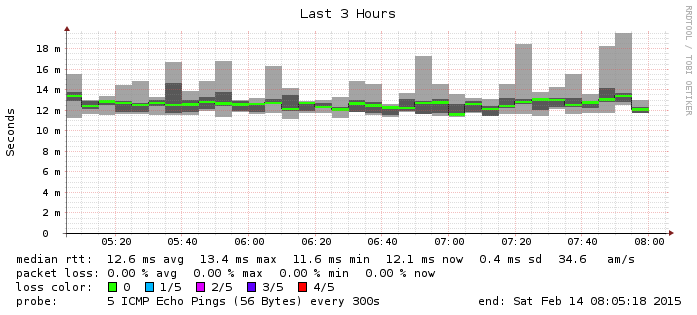 Last 3 Hours
RRDTOOL / TOBI OETIKER
Seconds
18 m
16 m
14 m
12 m
10 m
8 m
6 m
4 m
2 m
0
05:20 05:40 06:00 06:20 06:40 07:00 07:20 07:40 08:00
median rtt: 12.6 ms avg 13.4 ms max 11.6 ms min 12.1 ms now 0.4 ms sd 34.6 am/s
packet loss: 0.00 % avg 0.00 % max 0.00 % min 0.00 % now
loss color: 0 1/5 2/5 3/5 4/5
probe: 5 ICMP Echo Pings (56 Bytes) every 300s end: Sat Feb 14 08:05:18 2015